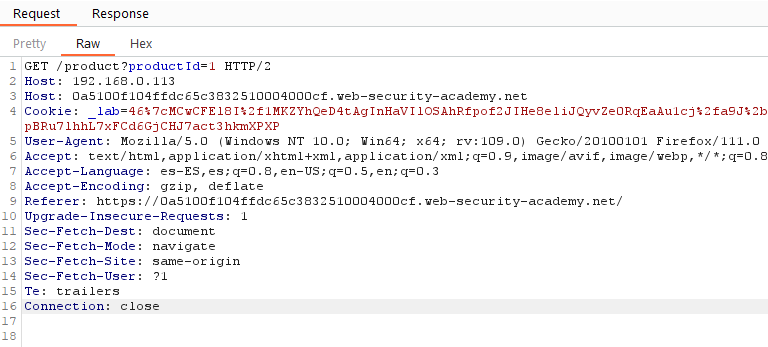 Request Response
Pretty Raw Hex
1 GET /product?productId=1 HTTP/2
2 Host: 192.168.0.113
3 Host: 0a5100f104ffdc65c3832510004000cf.web-security-academy.net
4 Cookie: _lab=46%7cMCwCFEl8I%2f1MKZYhQeD4tAgInHaVIlOSAhRfpof2JIHe8eliJQyvZeORqEaAu1cj%2fa9J%2b
pBRu7lhhL7xFCd6GjCHJ7act3hkmXPXP
5 User-Agent: Mozilla/5.0 (Windows NT 10.0; Win64; x64; rv:109.0) Gecko/20100101 Firefox/111.0
6 Accept: text/html,application/xhtml+xml,application/xml;q=0.9,image/avif,image/webp,*/*;q=0.8
7 Accept-Language: es-ES,es;q=0.8,en-US;q=0.5,en;q=0.3
8 Accept-Encoding: gzip, deflate
9 Referer: https://0a5100f104ffdc65c3832510004000cf.web-security-academy.net/
10 Upgrade-Insecure-Requests: 1
11 Sec-Fetch-Dest: document
12 Sec-Fetch-Mode: navigate
13 Sec-Fetch-Site: same-origin
14 Sec-Fetch-User: ?1
15 Te: trailers
16 Connection: close
17
18